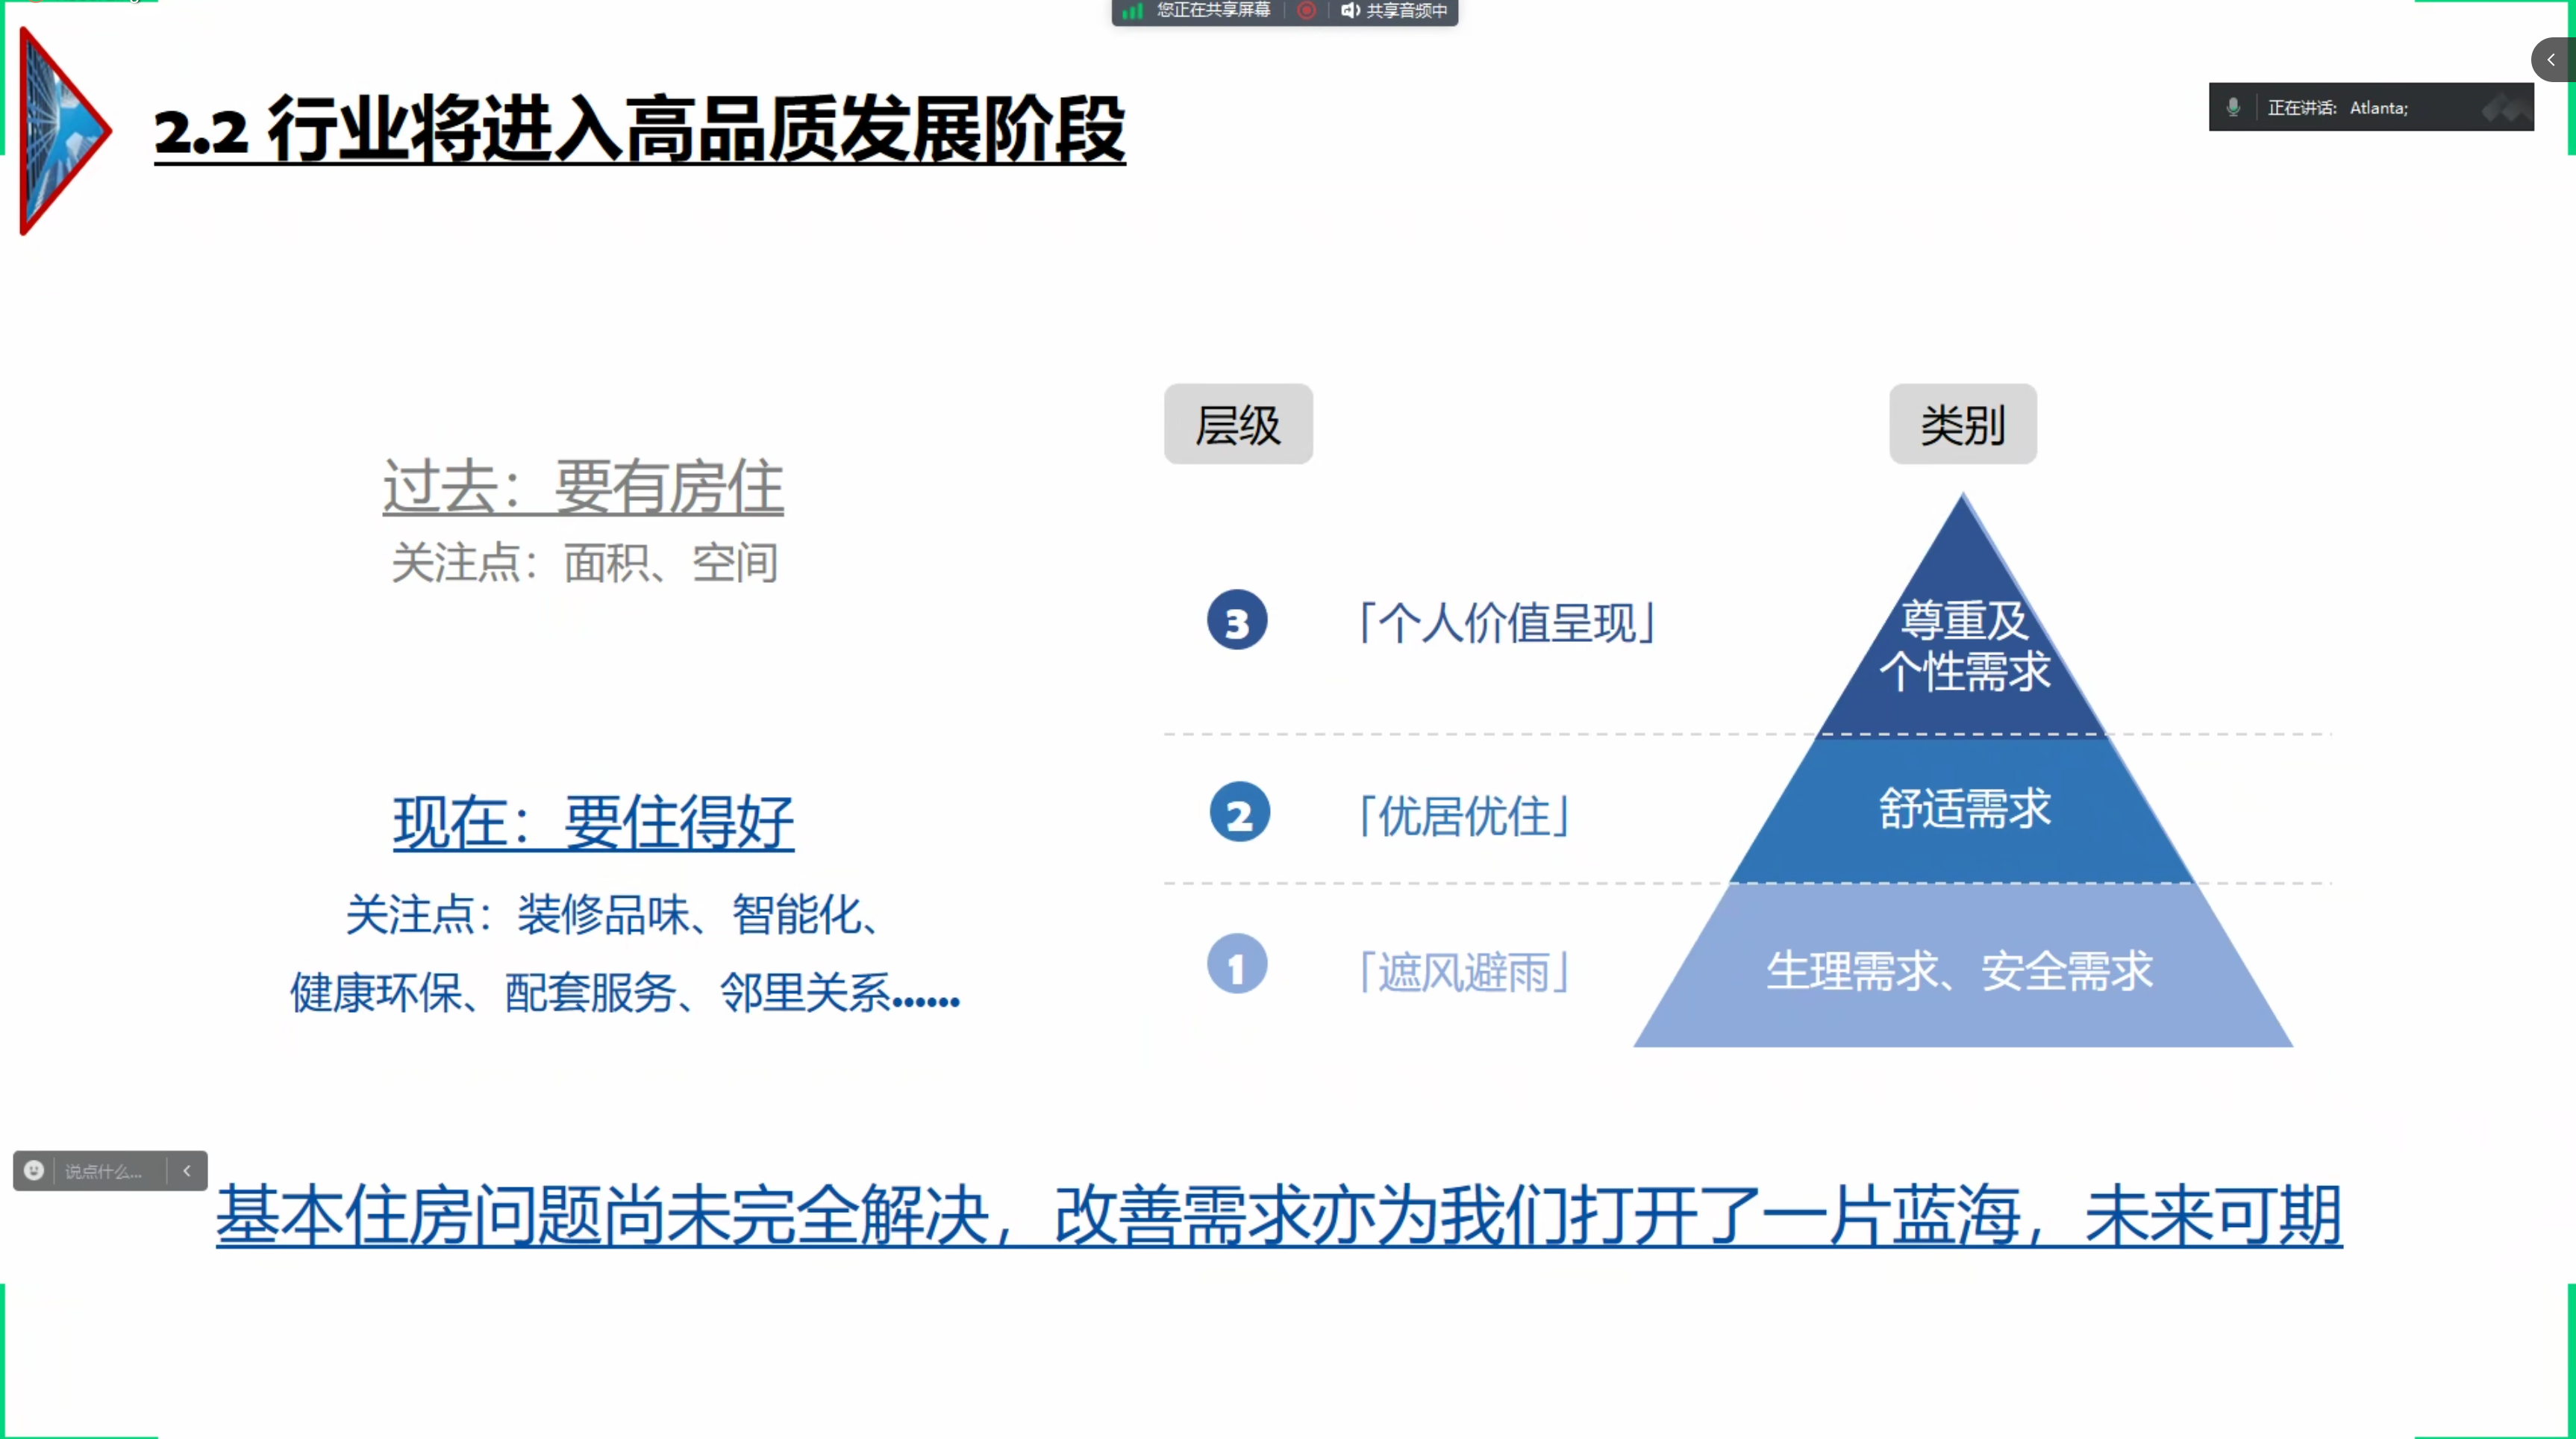 您正在共享屏幕
共享音频中
2.2 行业将进入高品质发展阶段
正在讲话: Atlanta;
过去：要有房住
关注点：面积、空间
现在：要住得好
关注点：装修品味、智能化、
健康环保、配套服务、邻里关系......
层级
类别
3
「个人价值呈现」
尊重及
个性需求
2
「优居优住」
舒适需求
1
「遮风避雨」
生理需求、安全需求
说点什么...
基本住房问题尚未完全解决，改善需求亦为我们打开了一片蓝海，未来可期